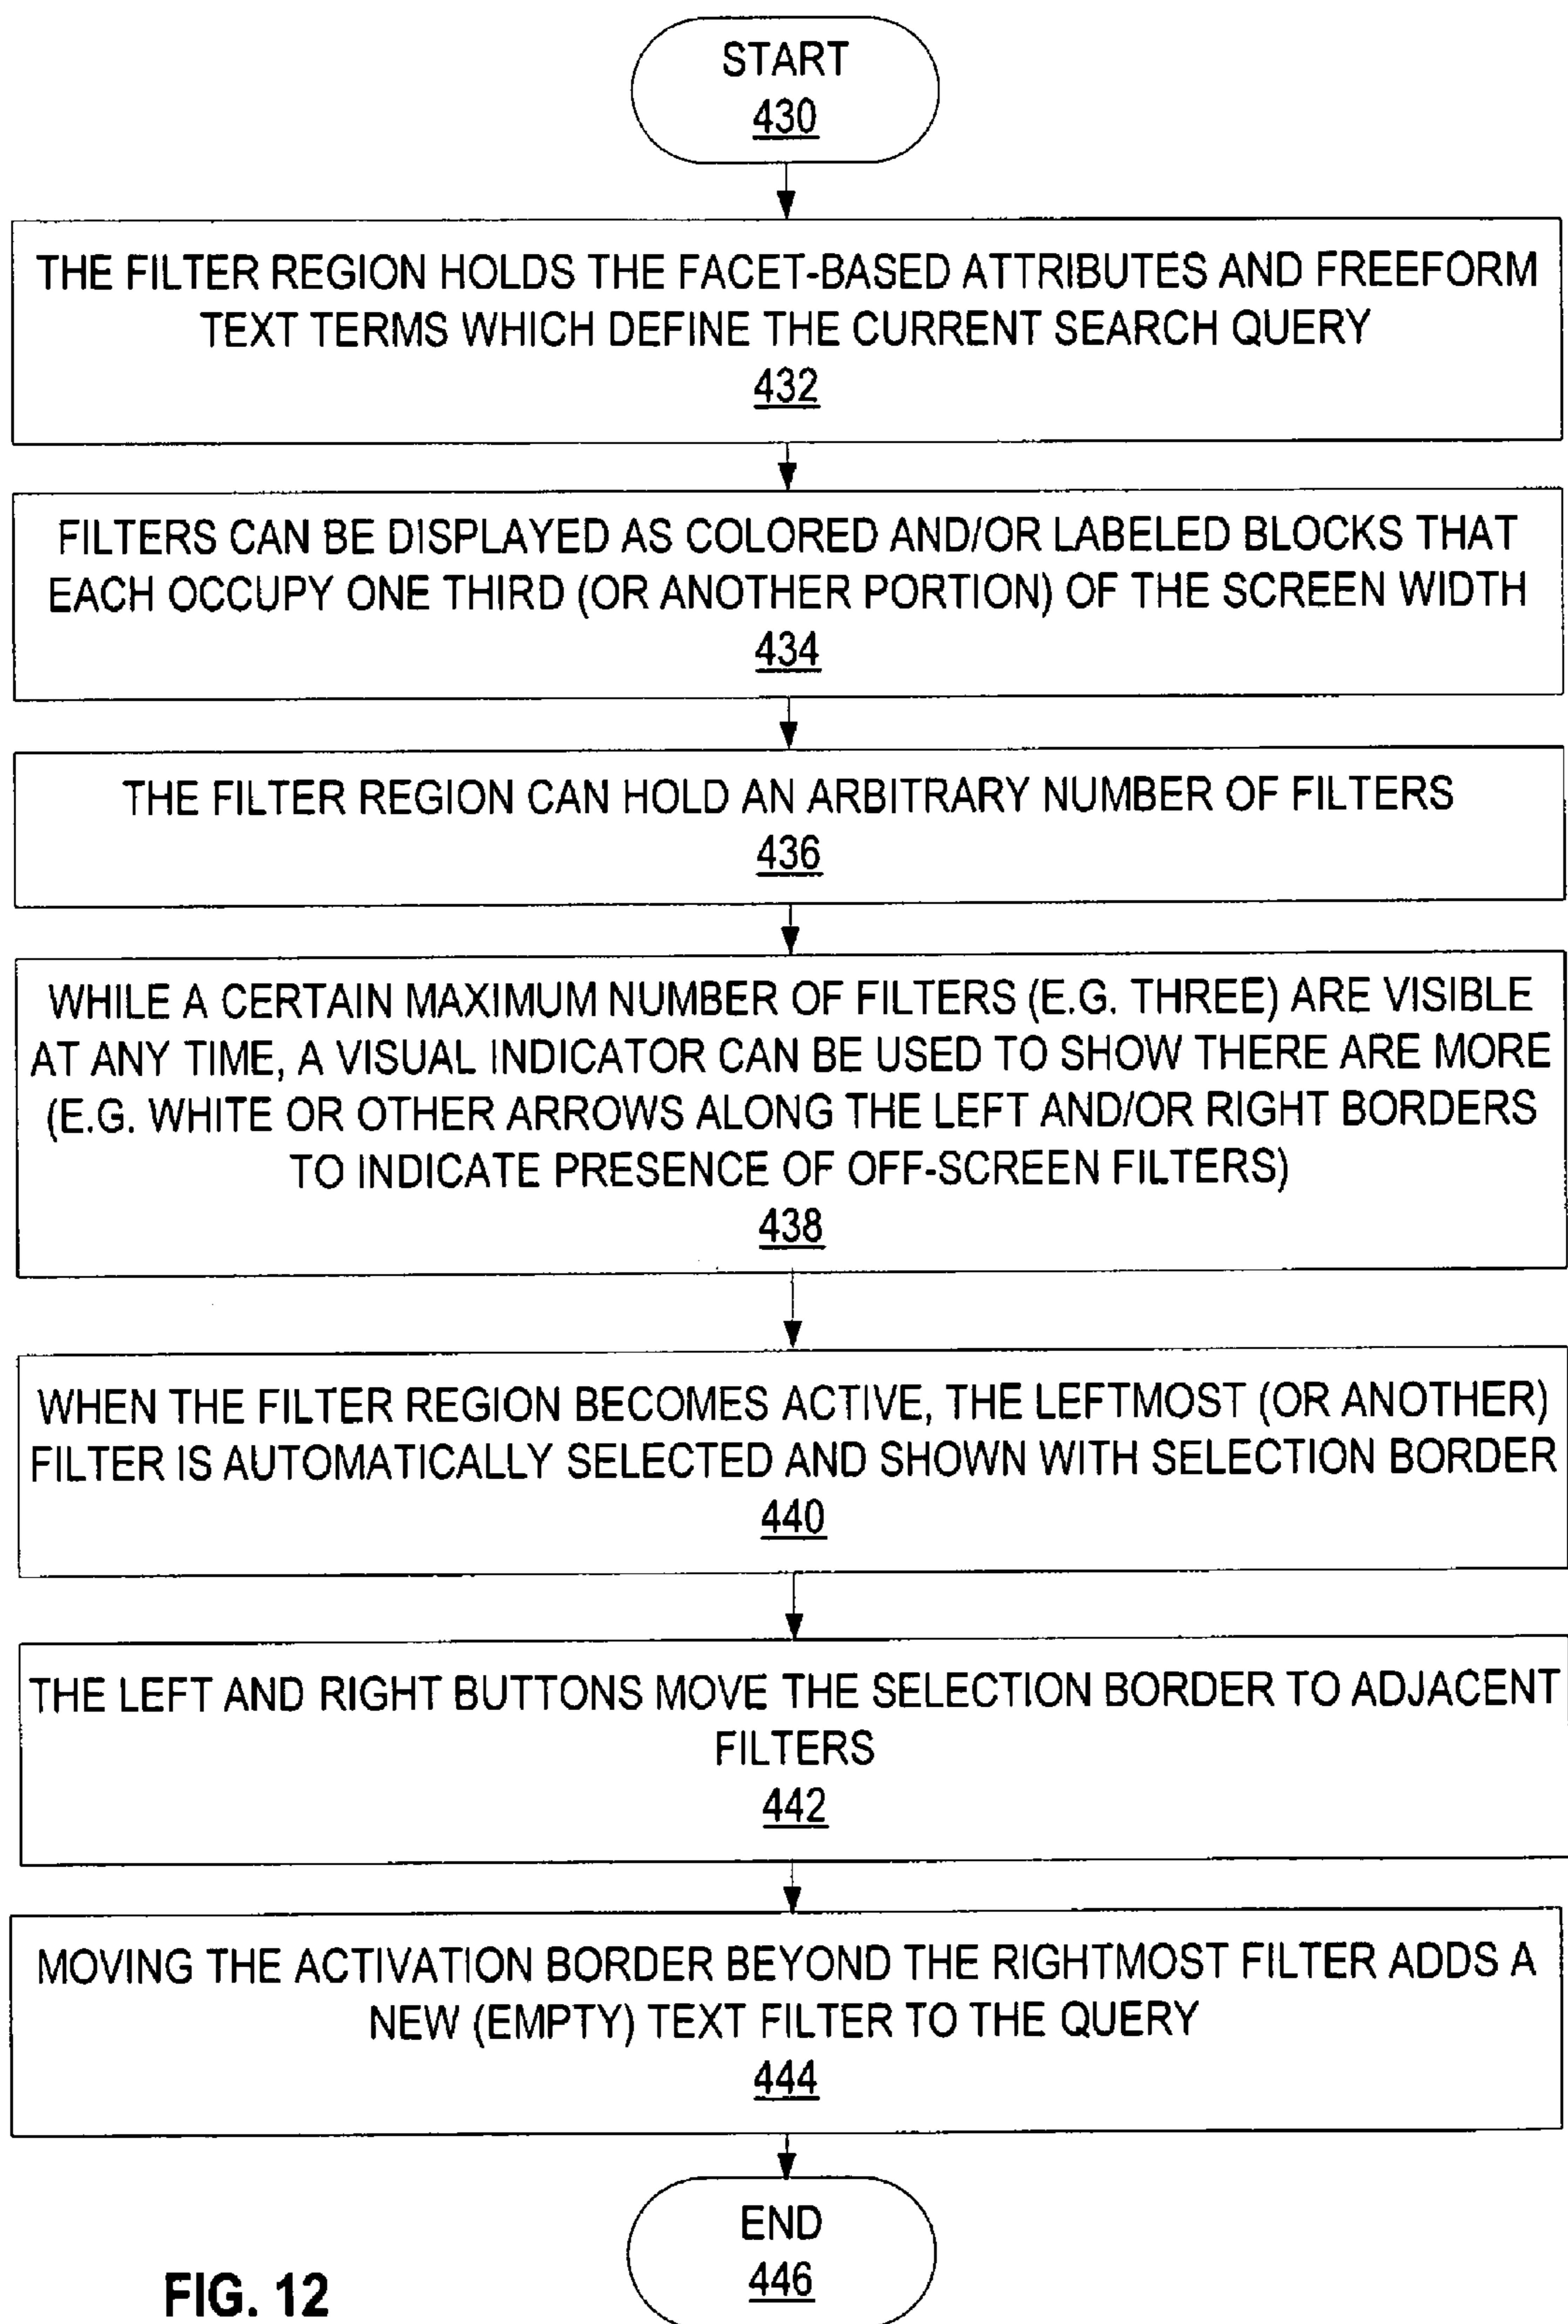 START
430
THE FILTER REGION HOLDS THE FACET-BASED ATTRIBUTES AND FREEFORM
TEXT TERMS WHICH DEFINE THE CURRENT SEARCH QUERY
432
FILTERS CAN BE DISPLAYED AS COLORED AND/OR LABELED BLOCKS THAT
EACH OCCUPY ONE THIRD (OR ANOTHER PORTION) OF THE SCREEN WIDTH
434
THE FILTER REGION CAN HOLD AN ARBITRARY NUMBER OF FILTERS
436
WHILE A CERTAIN MAXIMUM NUMBER OF FILTERS (E.G. THREE) ARE VISIBLE
AT ANY TIME, A VISUAL INDICATOR CAN BE USED TO SHOW THERE ARE MORE
(E.G. WHITE OR OTHER ARROWS ALONG THE LEFT AND/OR RIGHT BORDERS
TO INDICATE PRESENCE OF OFF-SCREEN FILTERS)
438
WHEN THE FILTER REGION BECOMES ACTIVE, THE LEFTMOST (OR ANOTHER)
FILTER IS AUTOMATICALLY SELECTED AND SHOWN WITH SELECTION BORDER
440
THE LEFT AND RIGHT BUTTONS MOVE THE SELECTION BORDER TO ADJACENT
FILTERS
442
MOVING THE ACTIVATION BORDER BEYOND THE RIGHTMOST FILTER ADDS A
NEW (EMPTY) TEXT FILTER TO THE QUERY
444
END
446
FIG. 12